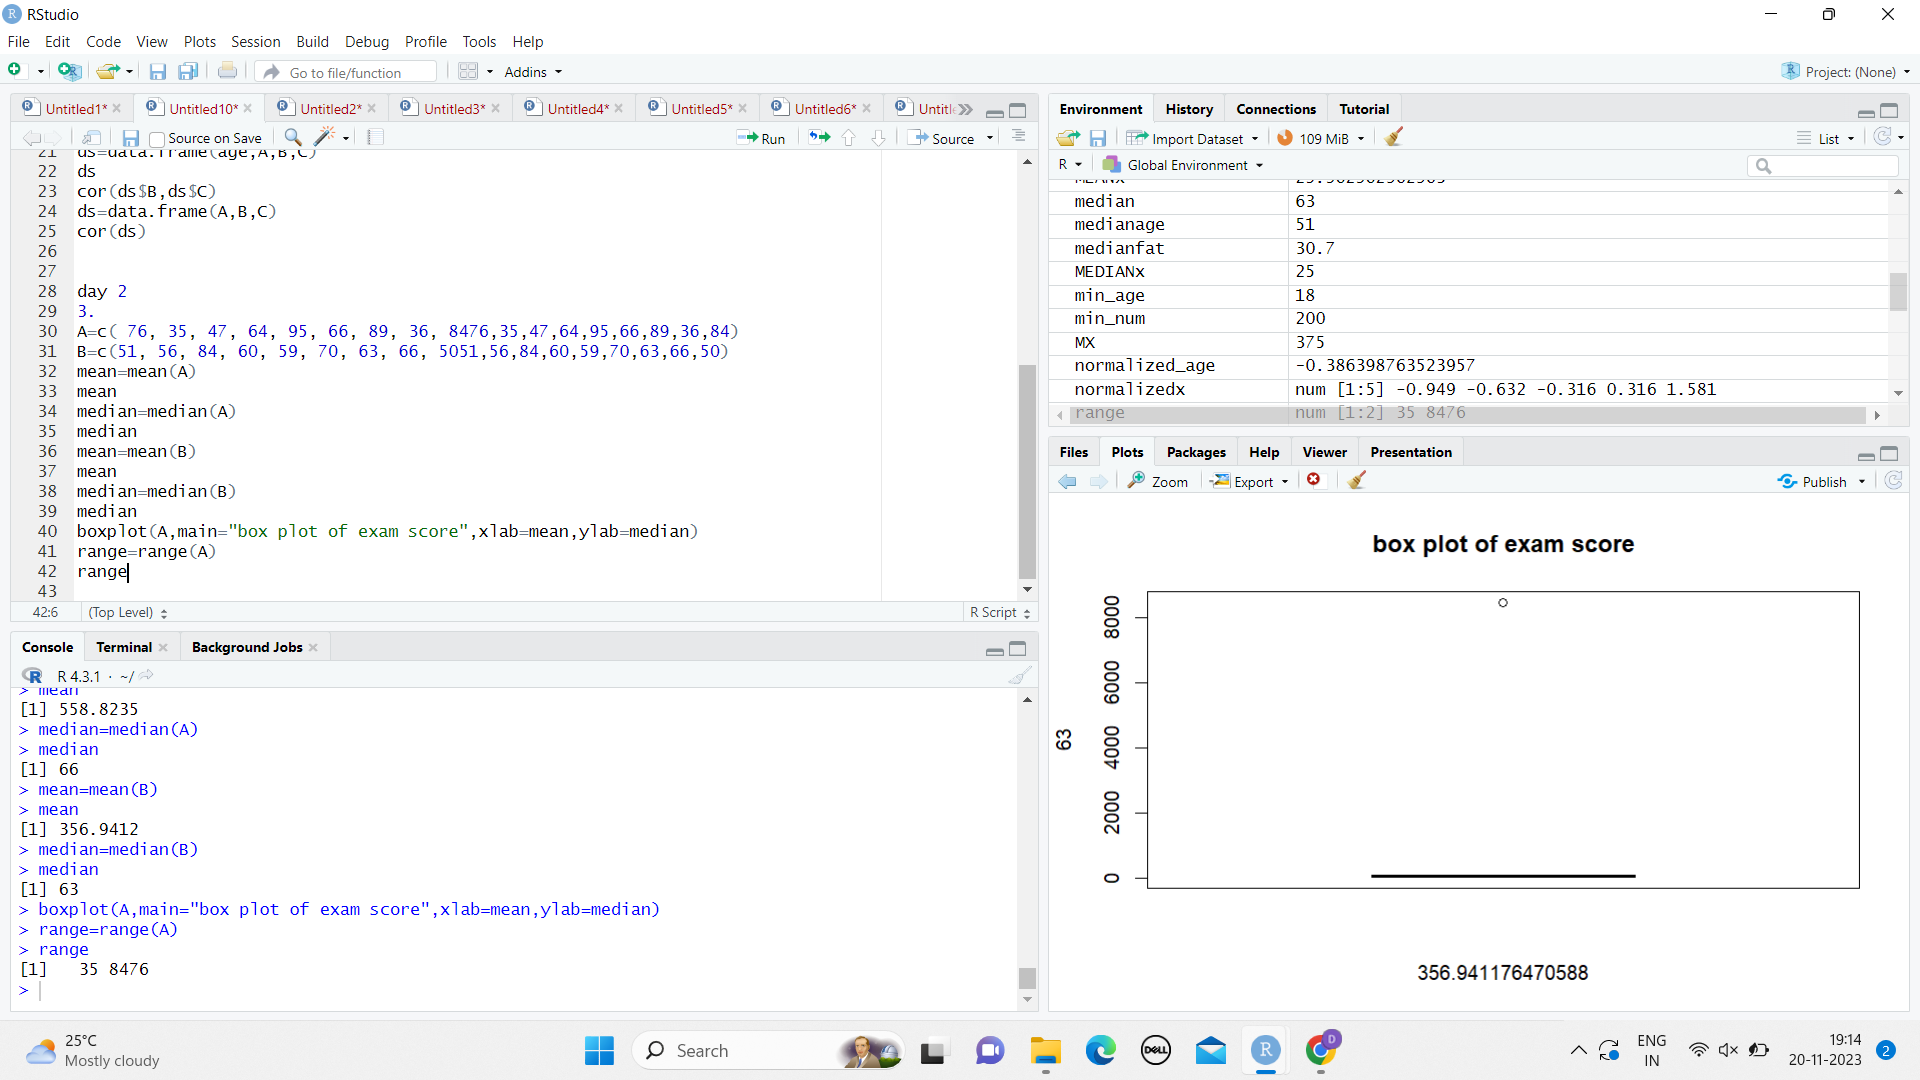 RStudio
File Edit Code View Plots Session Build Debug Profile Tools Help
Go to file/function
Addins
Project: (None)
Untitled1* Untitled10* Untitled2* Untitled3* Untitled4* Untitled5* Untitled6* Untitle
Source on Save
Run
Source
21 ds=data.frame(age,A,B,C)
22 ds
23 cor(ds$B,ds$C)
24 ds=data.frame(A,B,C)
25 cor(ds)
26
27
28 day 2
29 3.
30 A=c( 76, 35, 47, 64, 95, 66, 89, 36, 8476,35,47,64,95,66,89,36,84)
31 B=c(51, 56, 84, 60, 59, 70, 63, 66, 5051,56,84,60,59,70,63,66,50)
32 mean=mean(A)
33 mean
34 median=median(A)
35 median
36 mean=mean(B)
37 mean
38 median=median(B)
39 median
40 boxplot(A,main="box plot of exam score",xlab=mean,ylab=median)
41 range=range(A)
42 range
43
42:6 (Top Level) R Script
Console Terminal Background Jobs
R 4.3.1 · ~/
> mean
[1] 558.8235
> median=median(A)
> median
[1] 66
> mean=mean(B)
> mean
[1] 356.9412
> median=median(B)
> median
[1] 63
> boxplot(A,main="box plot of exam score",xlab=mean,ylab=median)
> range=range(A)
> range
[1]   35 8476
>
Environment History Connections Tutorial
Import Dataset 109 MiB List
R Global Environment
median 63
medianage 51
medianfat 30.7
MEDIANx 25
min_age 18
min_num 200
MX 375
normalized_age -0.386398763523957
normalizedx num [1:5] -0.949 -0.632 -0.316 0.316 1.581
range num [1:2] 35 8476
Files Plots Packages Help Viewer Presentation
Zoom Export Publish
box plot of exam score
8000
6000
4000
2000
0
63
356.941176470588
25°C
Mostly cloudy
Search
DELL
R
D
ENG
IN
19:14
20-11-2023
2